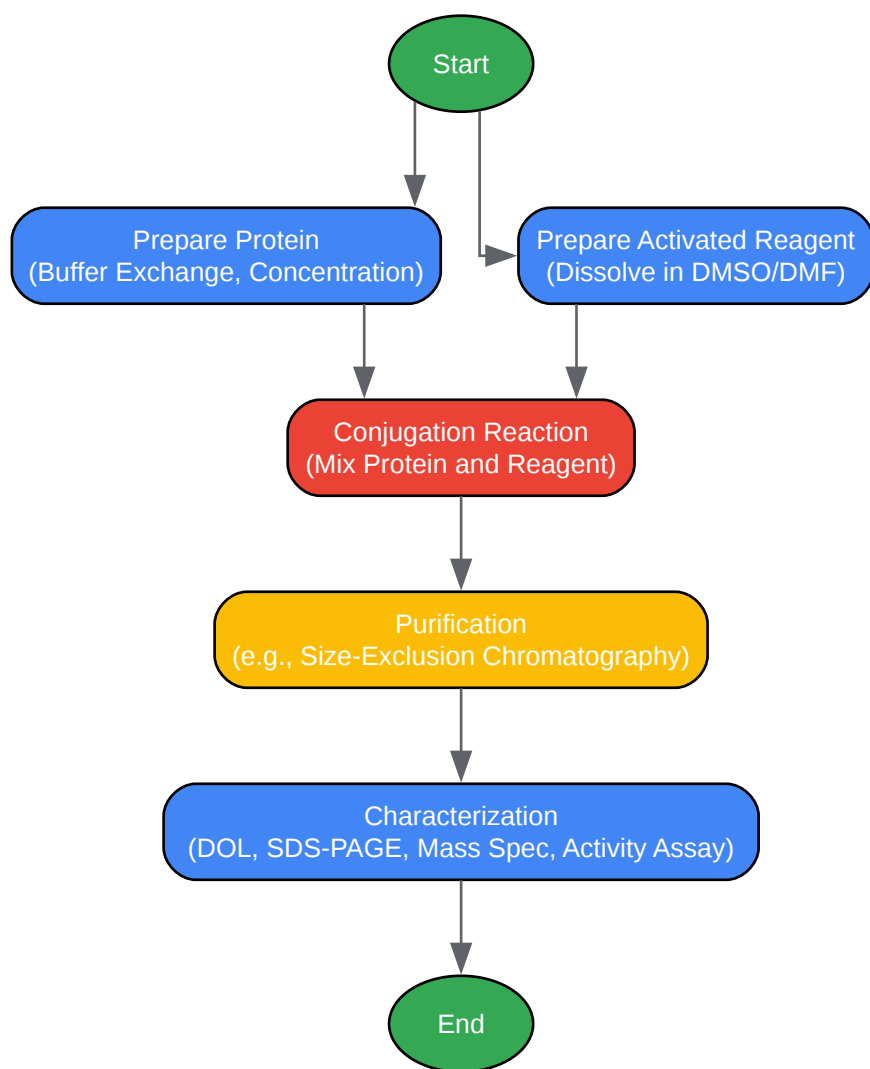 Start
Prepare Protein
(Buffer Exchange, Concentration)
Prepare Activated Reagent
(Dissolve in DMSO/DMF)
Conjugation Reaction
(Mix Protein and Reagent)
Purification
(e.g., Size-Exclusion Chromatography)
Characterization
(DOL, SDS-PAGE, Mass Spec, Activity Assay)
End